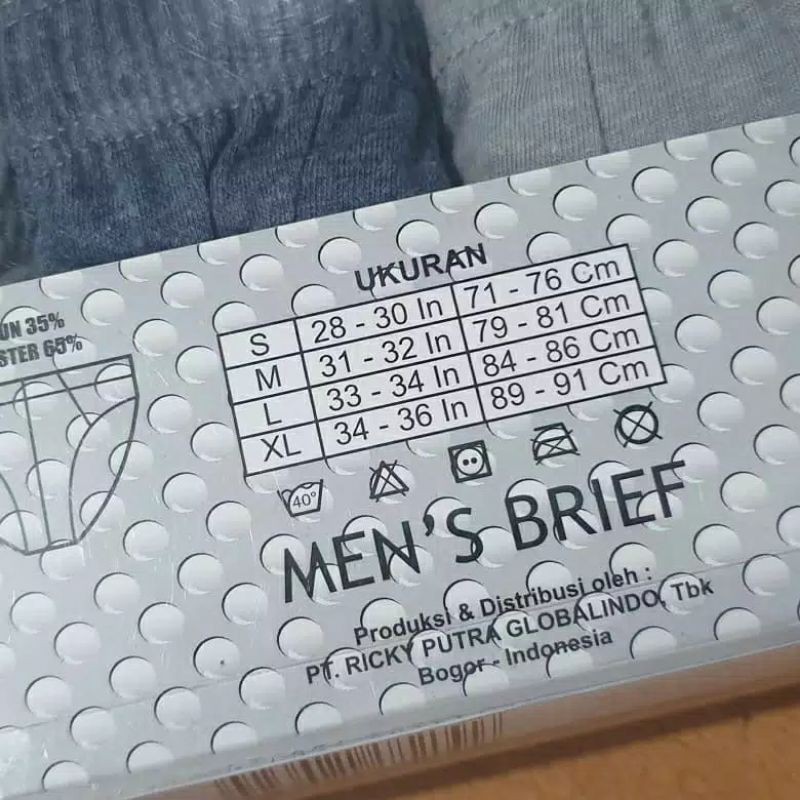 35%
65%
UKURAN
S 28 - 30 In 71 - 76 Cm
M 31 - 32 In 79 - 81 Cm
L 33 - 34 In 84 - 86 Cm
XL 34 - 36 In 89 - 91 Cm
40°
MEN'S BRIEF
Produksi & Distribusi oleh :
PT. RICKY PUTRA GLOBALINDO, Tbk
Bogor - Indonesia